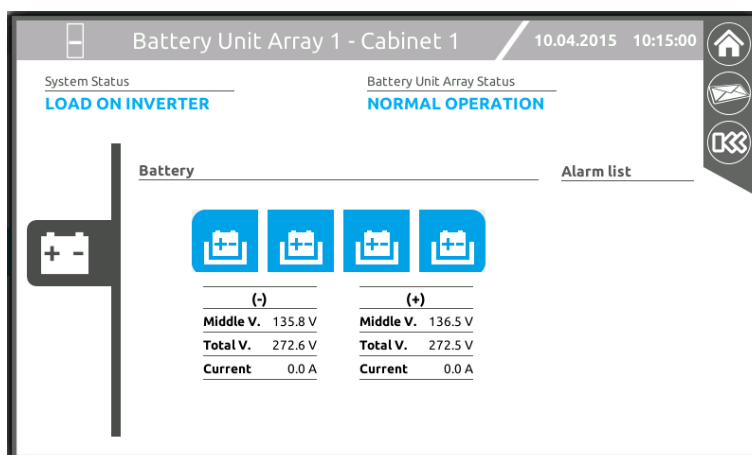 Battery Unit Array 1 - Cabinet 1
10.04.2015 10:15:00
System Status
LOAD ON INVERTER
Battery Unit Array Status
NORMAL OPERATION
Battery
Alarm list
(-)
Middle V. 135.8 V
Total V. 272.6 V
Current 0.0 A
(+)
Middle V. 136.5 V
Total V. 272.5 V
Current 0.0 A